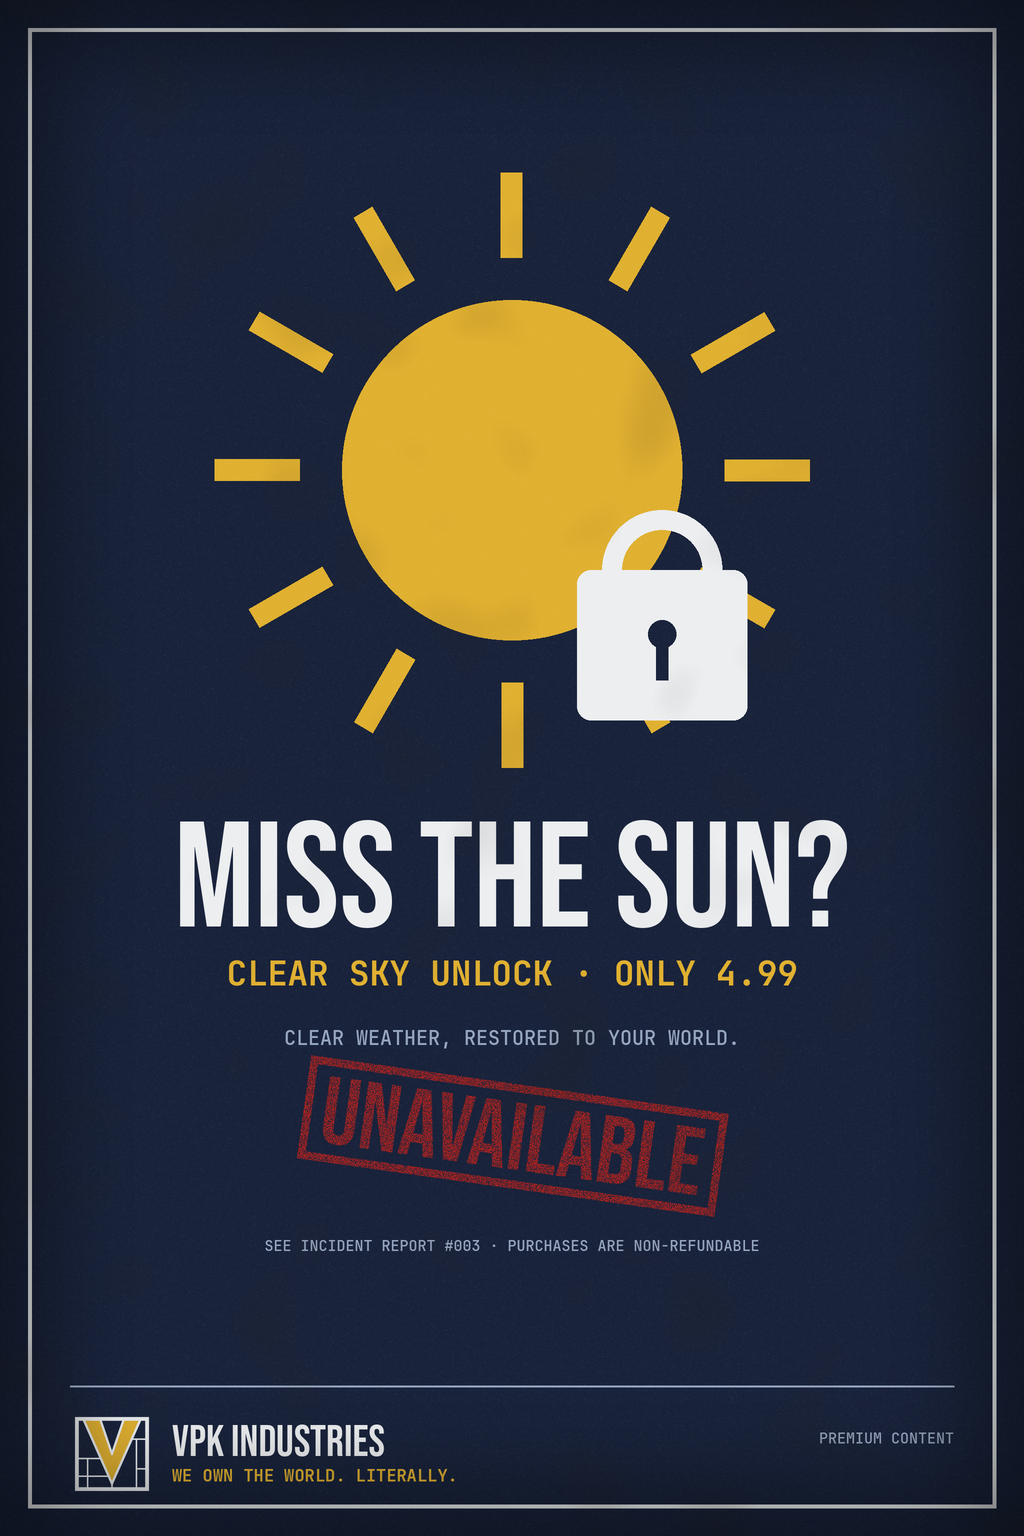 MISS THE SUN?
CLEAR SKY UNLOCK · ONLY 4.99
CLEAR WEATHER, RESTORED TO YOUR WORLD.
UNAVAILABLE
SEE INCIDENT REPORT #003 · PURCHASES ARE NON-REFUNDABLE
V
VPK INDUSTRIES
WE OWN THE WORLD. LITERALLY.
PREMIUM CONTENT